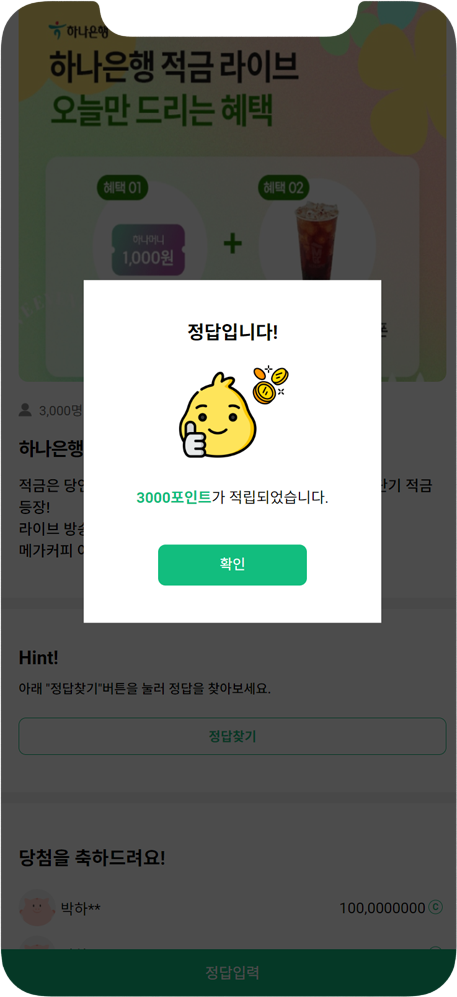 하나은행
하나은행 적금 라이브
오늘만 드리는 혜택
혜택 01
혜택 02
하나머니
1,000원
+
정답입니다!
3,000명
하나은행
적금은 당
단기 적금
등장!
라이브 방송
메가커피
3000포인트가 적립되었습니다.
확인
Hint!
아래 "정답찾기"버튼을 눌러 정답을 찾아보세요.
정답찾기
당첨을 축하드려요!
박하**
100,0000000 C
정답입력